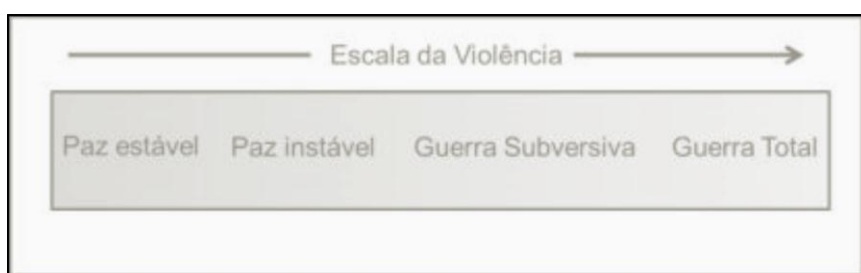 Escala da Violência
Paz estável Paz instável Guerra Subversiva Guerra Total